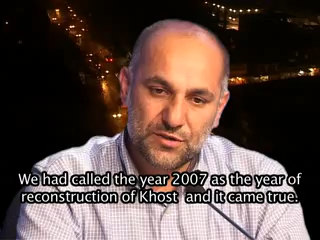 We had called the year 2007 as the year of
reconstruction of Khost and it came true.